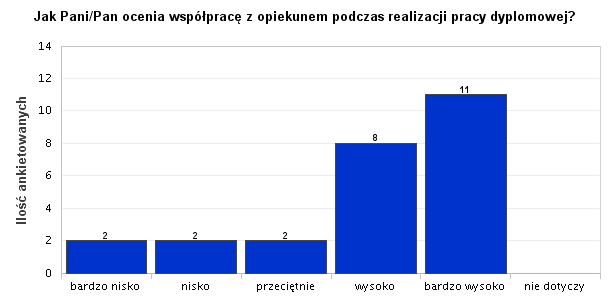 Jak Pani/Pan ocenia współpracę z opiekunem podczas realizacji pracy dyplomowej?
Ilość ankietowanych
14
12
10
8
6
4
2
0
2
2
2
8
11
bardzo nisko
nisko
przeciętnie
wysoko
bardzo wysoko
nie dotyczy